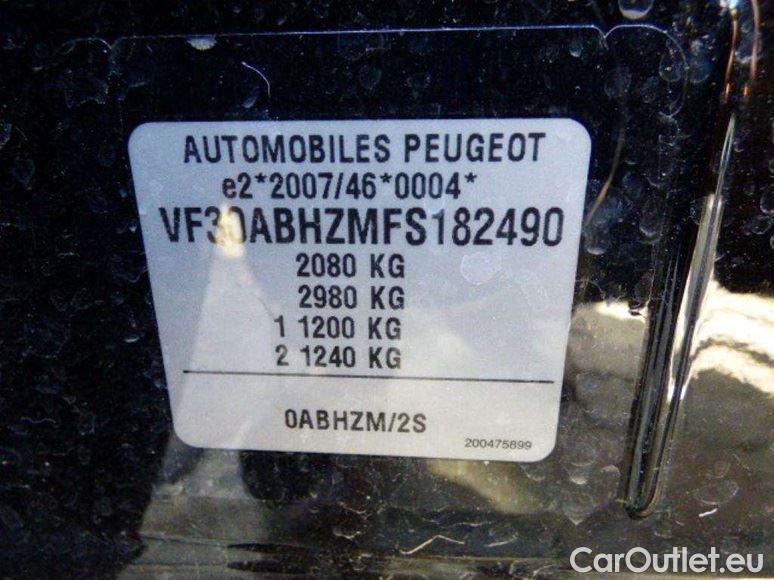 AUTOMOBILES PEUGEOT
e2*2007/46*0004*
VF30ABHZMFS182490
2080 KG
2980 KG
1 1200 KG
2 1240 KG
0ABHZM/2S
200475899
CarOutlet.eu